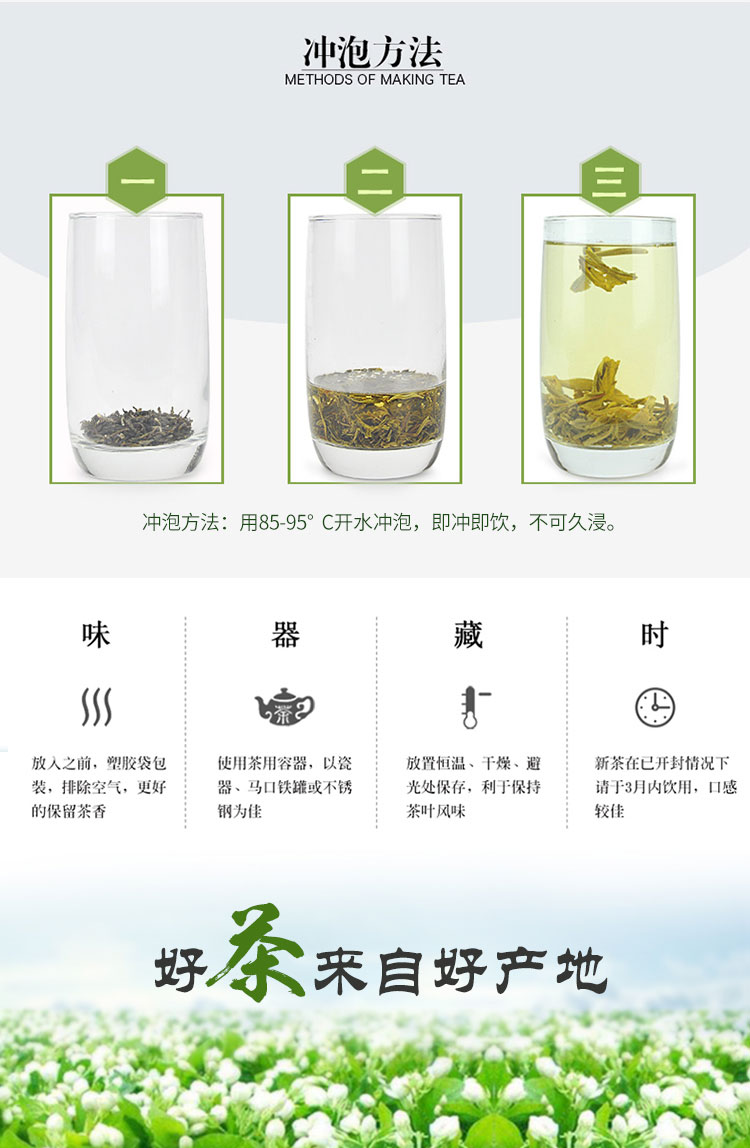 冲泡方法
METHODS OF MAKING TEA
一
二
三
冲泡方法：用85-95°C开水冲泡，即冲即饮，不可久浸。
味
器
藏
时
茶
放入之前，塑胶袋包
装，排除空气，更好
的保留茶香
使用茶用容器，以瓷
器、马口铁罐或不锈
钢为佳
放置恒温、干燥、避
光处保存，利于保持
茶叶风味
新茶在已开封情况下
请于3月内饮用，口感
较佳
好茶来自好产地